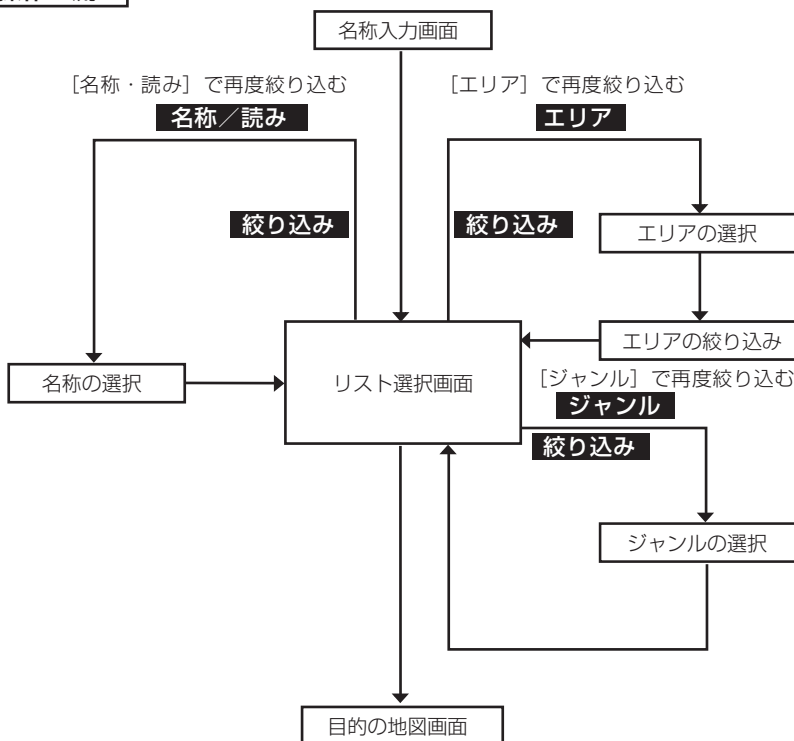 名称入力画面
［名称・読み］で再度絞り込む
［エリア］で再度絞り込む
名称／読み
エリア
絞り込み
絞り込み
エリアの選択
エリアの絞り込み
名称の選択
リスト選択画面
［ジャンル］で再度絞り込む
ジャンル
絞り込み
ジャンルの選択
目的の地図画面